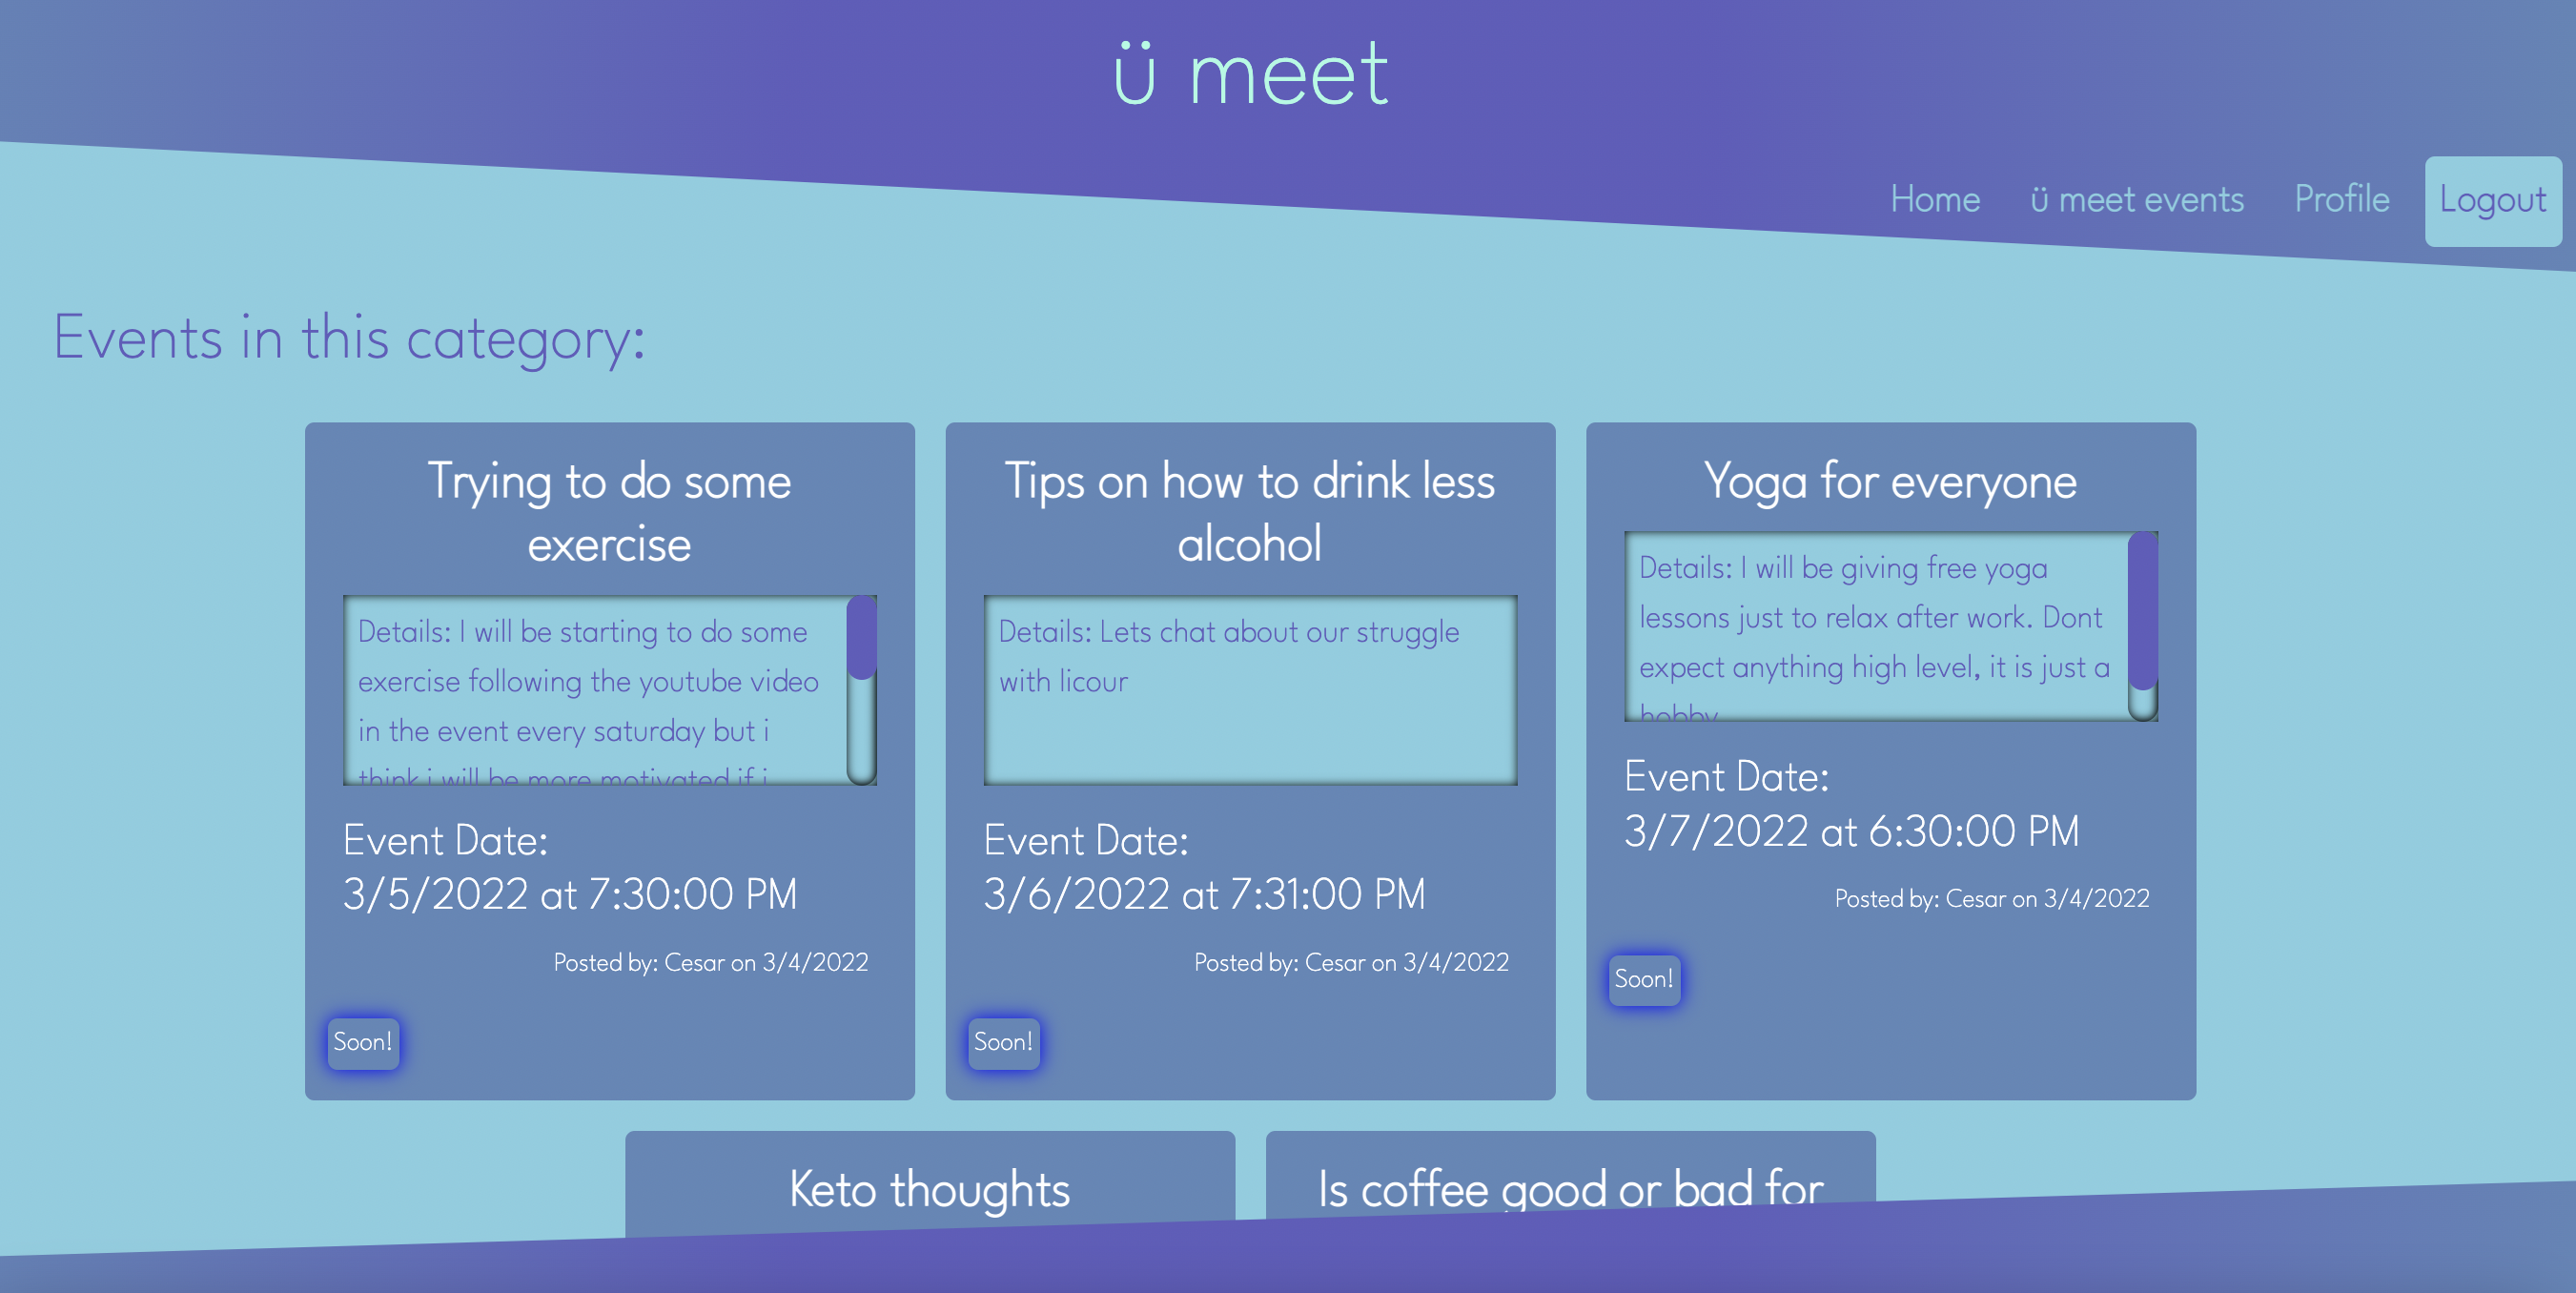 ü meet
Home ü meet events Profile Logout
Events in this category:
Trying to do some
exercise
Details: I will be starting to do some
exercise following the youtube video
in the event every saturday but i
think i will be more motivated if i
Event Date:
3/5/2022 at 7:30:00 PM
Posted by: Cesar on 3/4/2022
Soon!
Tips on how to drink less
alcohol
Details: Lets chat about our struggle
with licour
Event Date:
3/6/2022 at 7:31:00 PM
Posted by: Cesar on 3/4/2022
Soon!
Yoga for everyone
Details: I will be giving free yoga
lessons just to relax after work. Dont
expect anything high level, it is just a
hobby
Event Date:
3/7/2022 at 6:30:00 PM
Posted by: Cesar on 3/4/2022
Soon!
Keto thoughts
Is coffee good or bad for